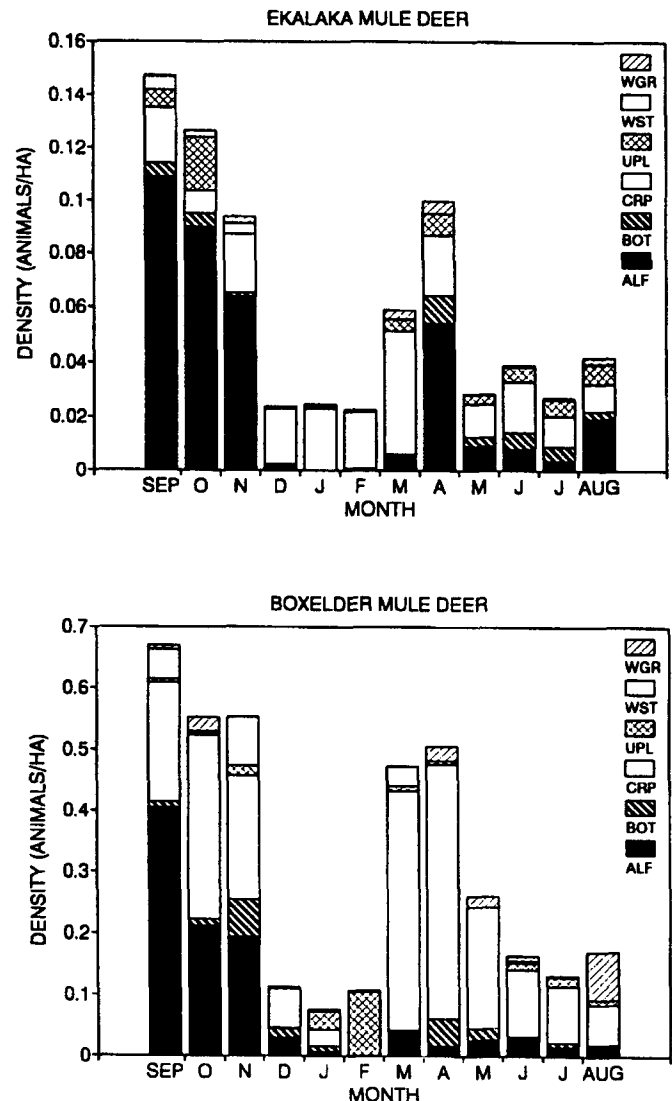 EKALAKA MULE DEER
0.16
0.14
0.12
0.1
0.08
0.06
0.04
0.02
0
DENSITY (ANIMALS/HA)
WGR
WST
UPL
CRP
BOT
ALF
SEP O N D J F M A M J J AUG
MONTH
BOXELDER MULE DEER
0.7
0.6
0.5
0.4
0.3
0.2
0.1
0
DENSITY (ANIMALS/HA)
WGR
WST
UPL
CRP
BOT
ALF
SEP O N D J F M A M J J AUG
MONTH